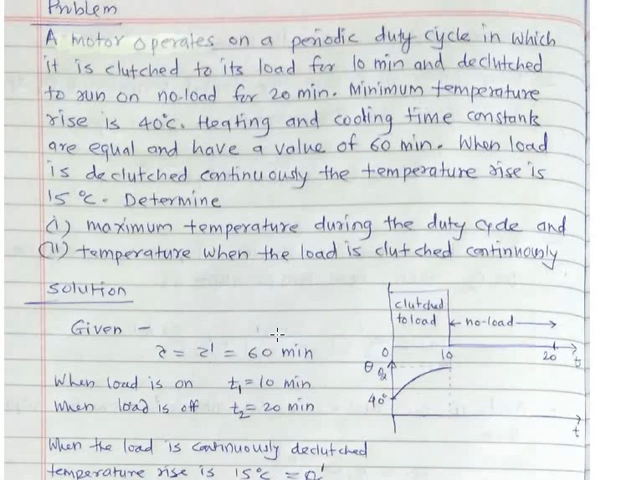 Problem
A motor operates on a periodic duty cycle in which
it is clutched to its load for 10 min and declutched
to run on no-load for 20 min. Minimum temperature
rise is 40°C. Heating and cooling time constants
are equal and have a value of 60 min. When load
is declutched continuously the temperature rise is
15°C. Determine
(i) maximum temperature during the duty cycle and
(ii) temperature when the load is clutched continuously
Solution
Given -
τ = τ' = 60 min
When load is on t₁ = 10 min
When load is off t₂ = 20 min
When the load is continuously declutched
temperature rise is 15°C = θ'
clutched
to load
no-load
0 10 20 t
θ
θ₂
40°
t